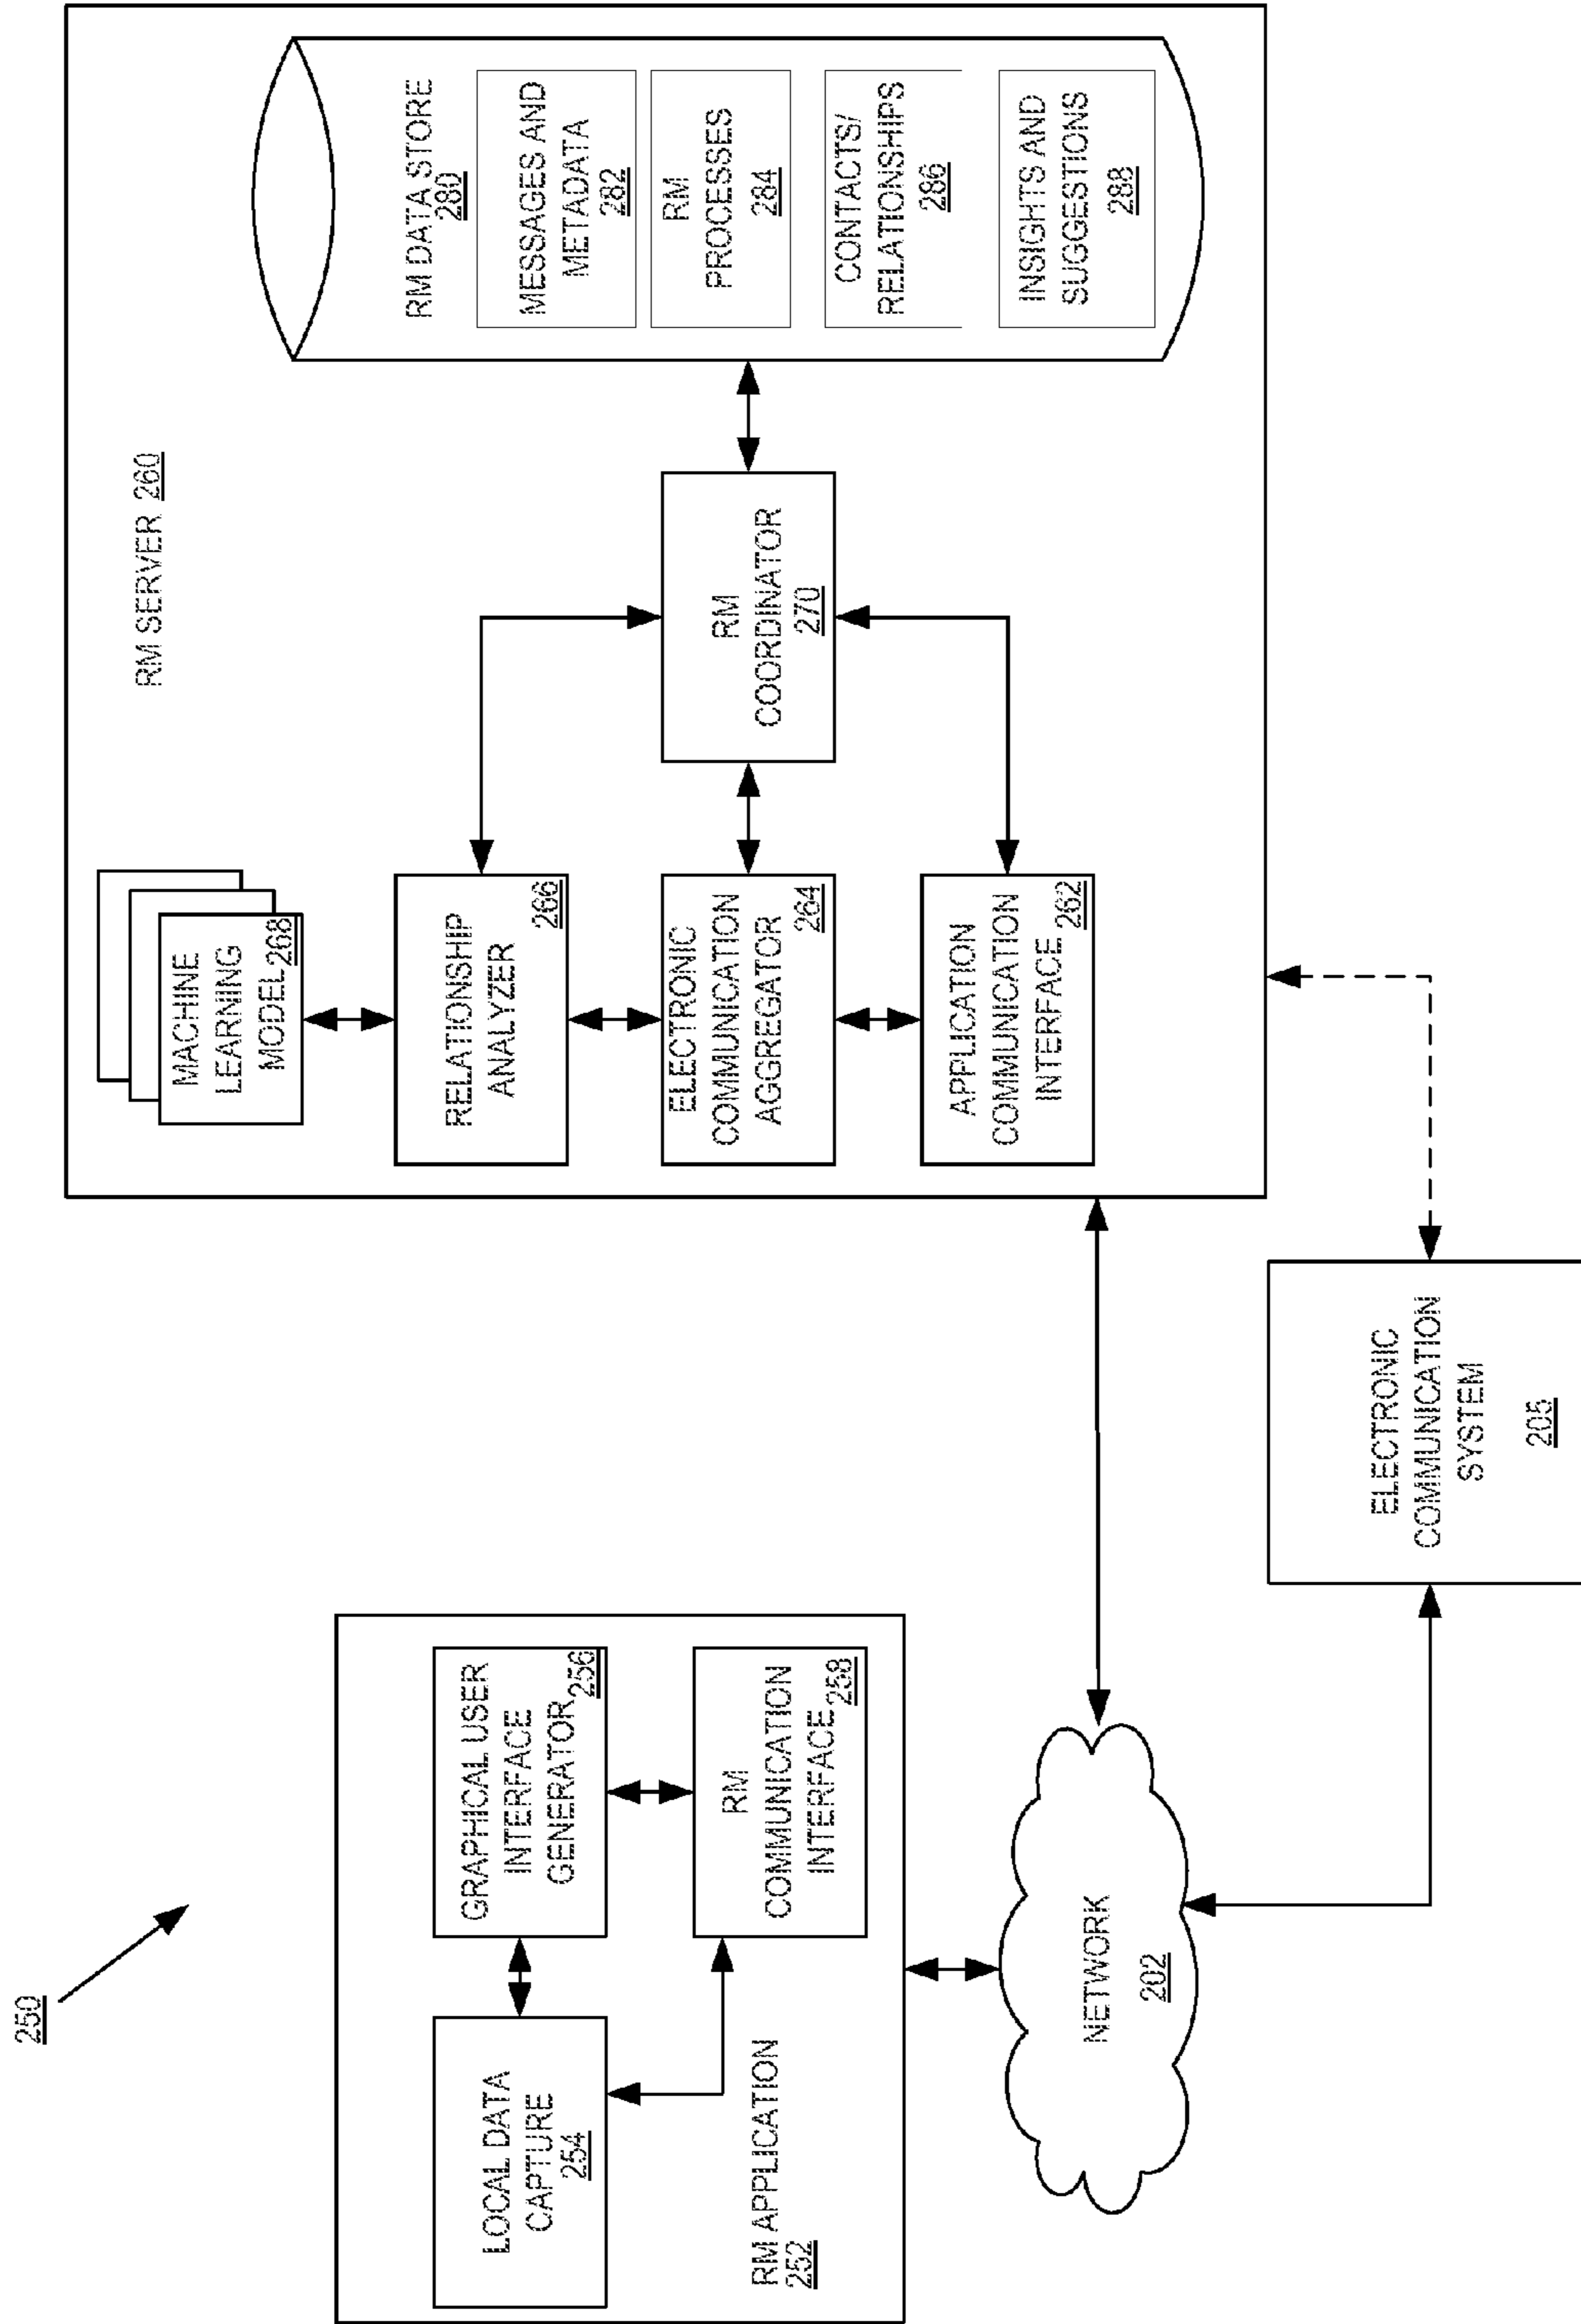 250
LOCAL DATA
CAPTURE
254
GRAPHICAL USER
INTERFACE
GENERATOR 256
RM
COMMUNICATION
INTERFACE 258
RM APPLICATION
252
NETWORK
202
ELECTRONIC
COMMUNICATION
SYSTEM
205
RM SERVER 260
MACHINE
LEARNING
MODEL 268
RELATIONSHIP
ANALYZER
266
ELECTRONIC
COMMUNICATION
AGGREGATOR
264
APPLICATION
COMMUNICATION
INTERFACE 262
RM
COORDINATOR
270
RM DATA STORE
280
MESSAGES AND
METADATA
282
RM
PROCESSES
284
CONTACTS/
RELATIONSHIPS
286
INSIGHTS AND
SUGGESTIONS
288